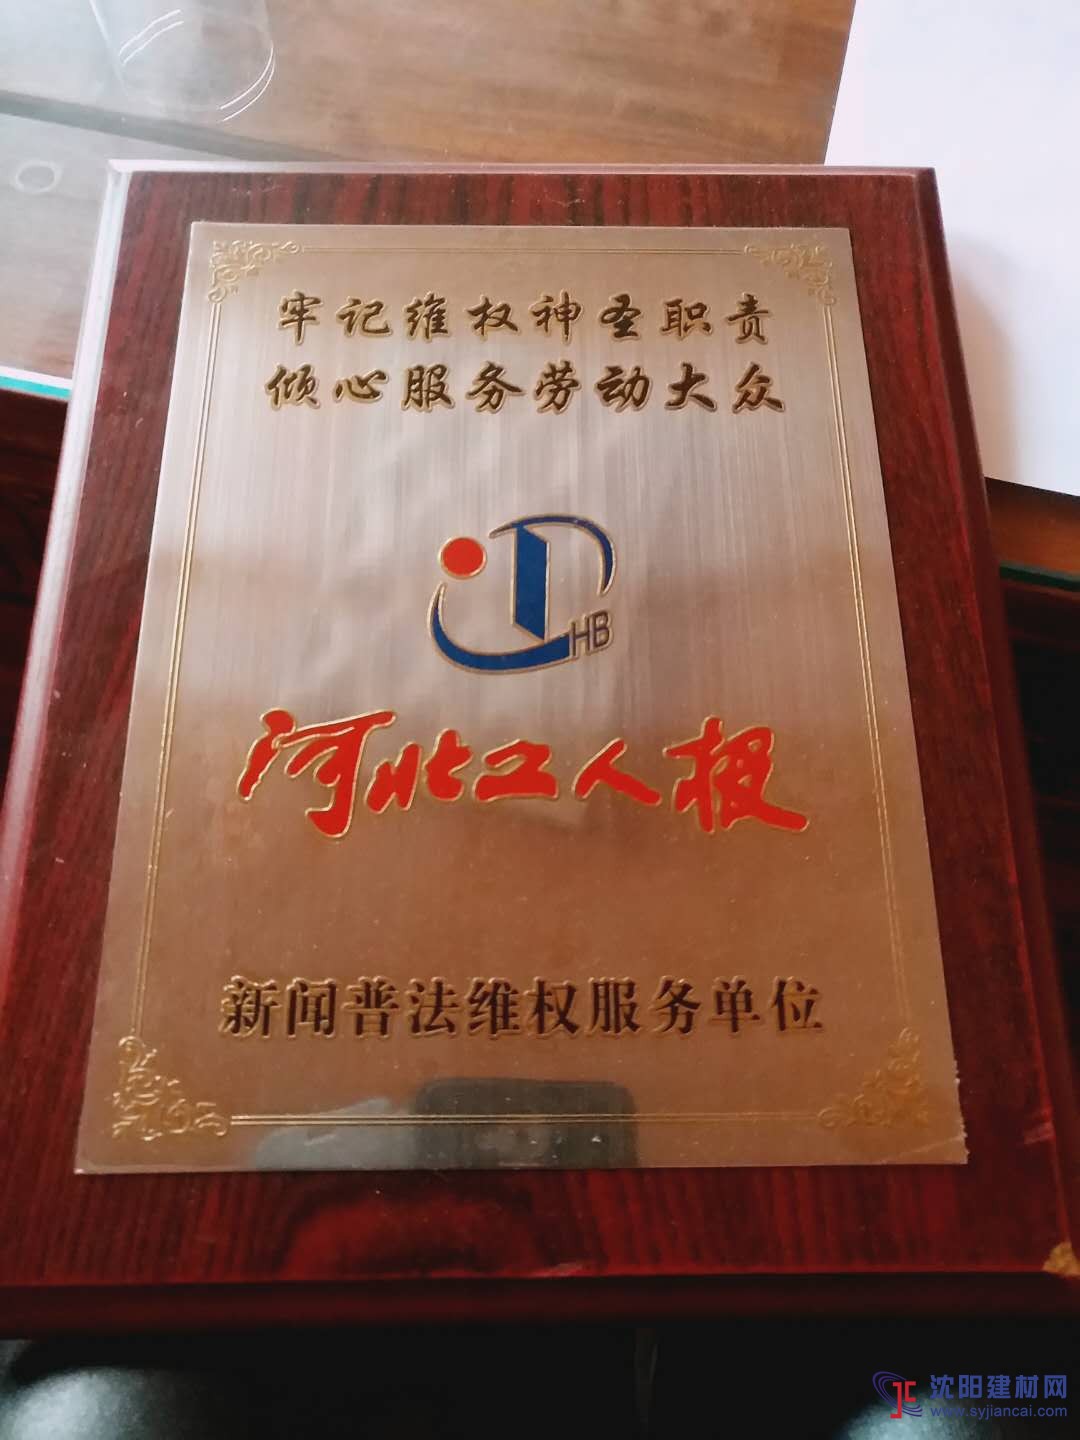 牢记维权神圣职责
倾心服务劳动大众
HB
河北工人报
新闻普法维权服务单位
沈阳建材网
www.syjiancai.com